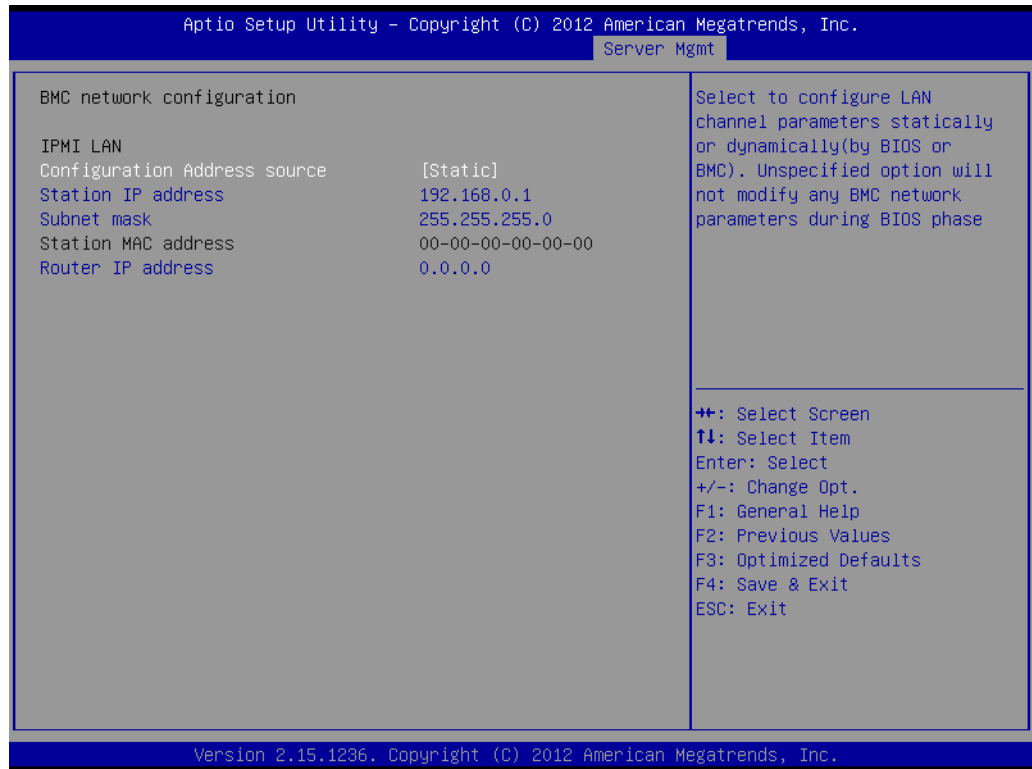 Aptio Setup Utility – Copyright (C) 2012 American Megatrends, Inc.
Server Mgmt
BMC network configuration
IPMI LAN
Configuration Address source [Static]
Station IP address 192.168.0.1
Subnet mask 255.255.255.0
Station MAC address 00-00-00-00-00-00
Router IP address 0.0.0.0
Select to configure LAN
channel parameters statically
or dynamically(by BIOS or
BMC). Unspecified option will
not modify any BMC network
parameters during BIOS phase
→←: Select Screen
↑↓: Select Item
Enter: Select
+/-: Change Opt.
F1: General Help
F2: Previous Values
F3: Optimized Defaults
F4: Save & Exit
ESC: Exit
Version 2.15.1236. Copyright (C) 2012 American Megatrends, Inc.